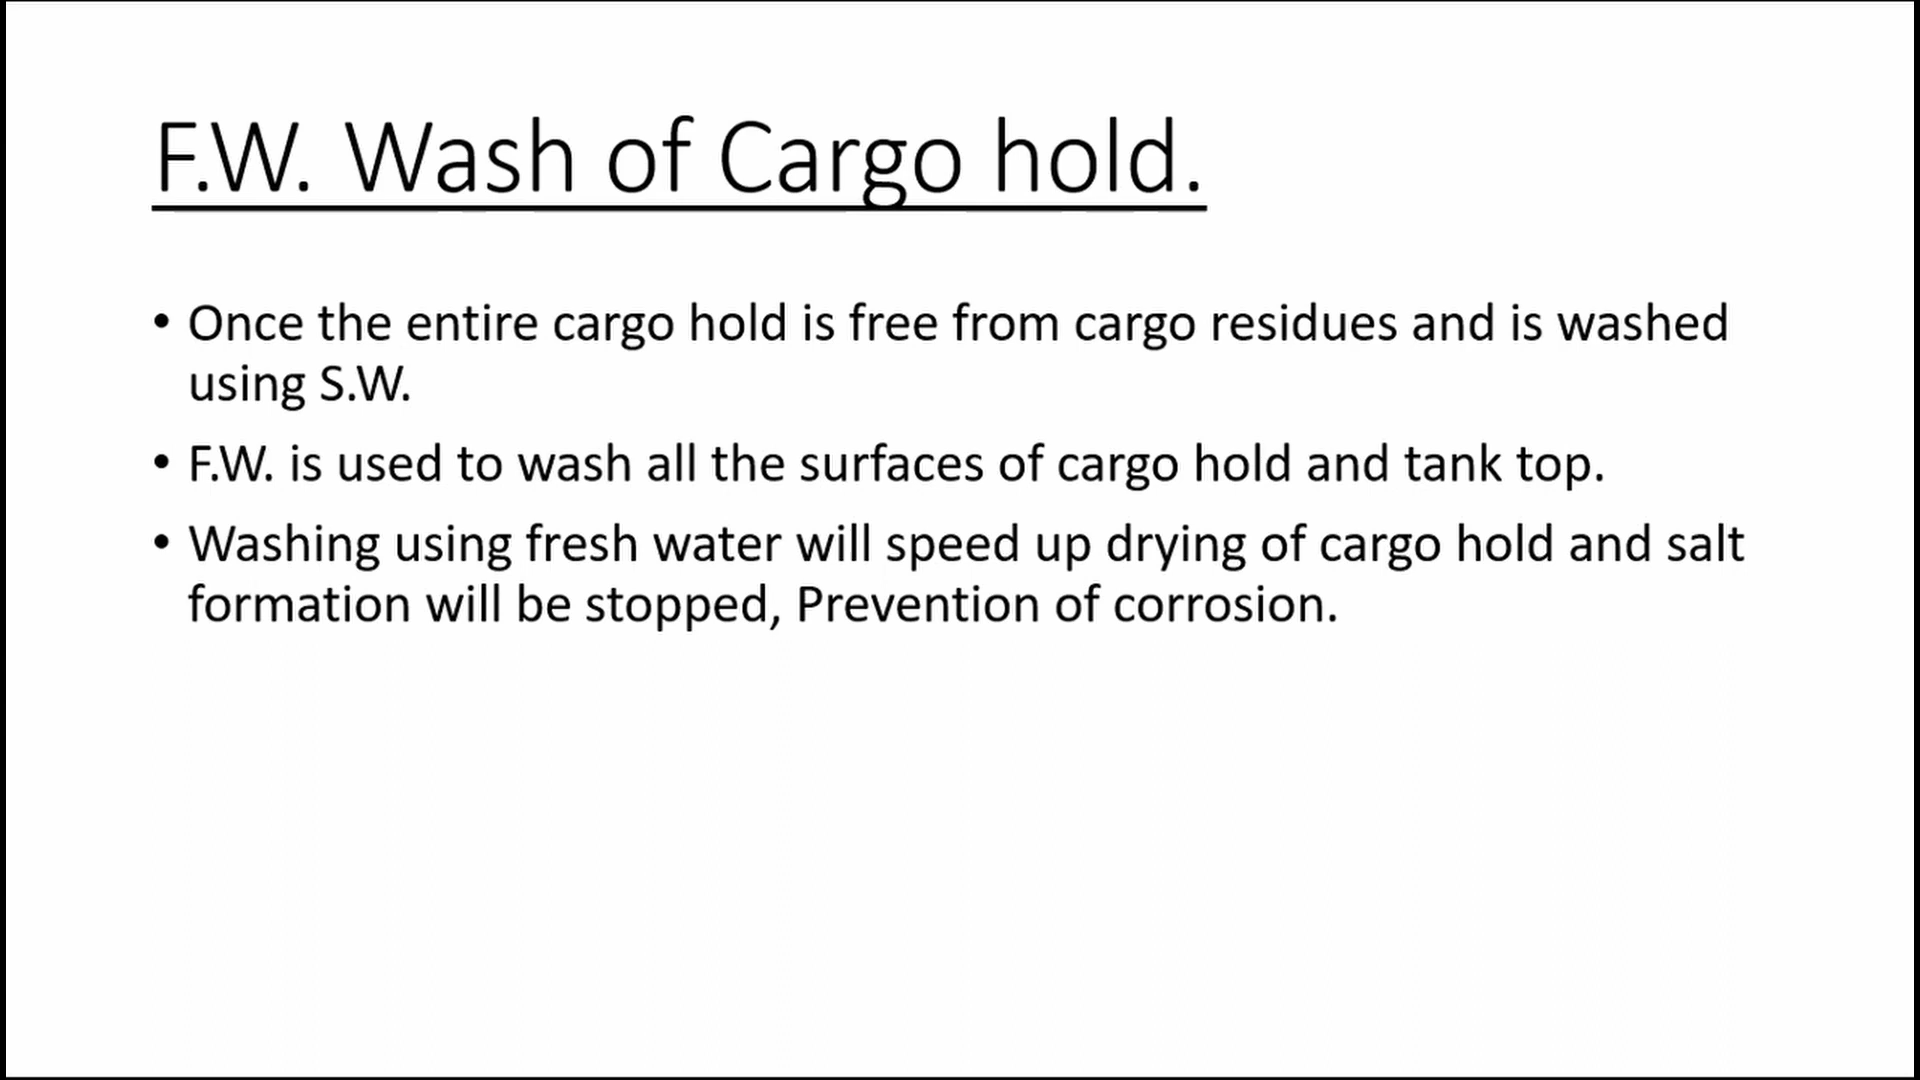 F.W. Wash of Cargo hold.
• Once the entire cargo hold is free from cargo residues and is washed
using S.W.
• F.W. is used to wash all the surfaces of cargo hold and tank top.
• Washing using fresh water will speed up drying of cargo hold and salt
formation will be stopped, Prevention of corrosion.